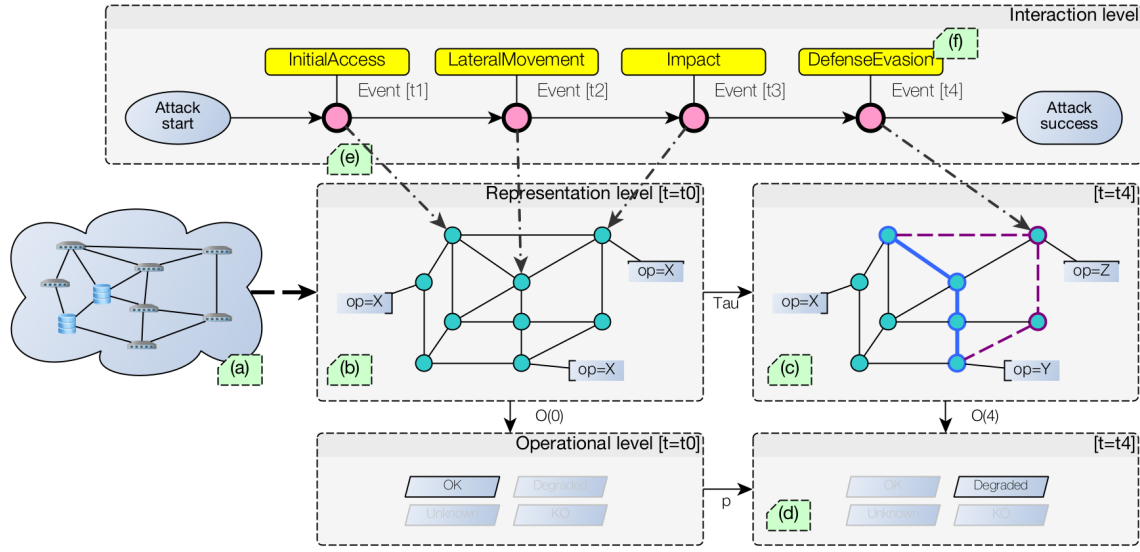 Interaction level
(f)
InitialAccess
LateralMovement
Impact
DefenseEvasion
Event [t1]
Event [t2]
Event [t3]
Event [t4]
Attack
start
Attack
success
(e)
Representation level [t=t0]
[t=t4]
op=X
op=X
op=X
Tau
op=X
op=Z
op=Y
(a)
(b)
(c)
O(0)
O(4)
Operational level [t=t0]
[t=t4]
OK
Degraded
Unknown
KO
p
OK
Degraded
Unknown
KO
(d)